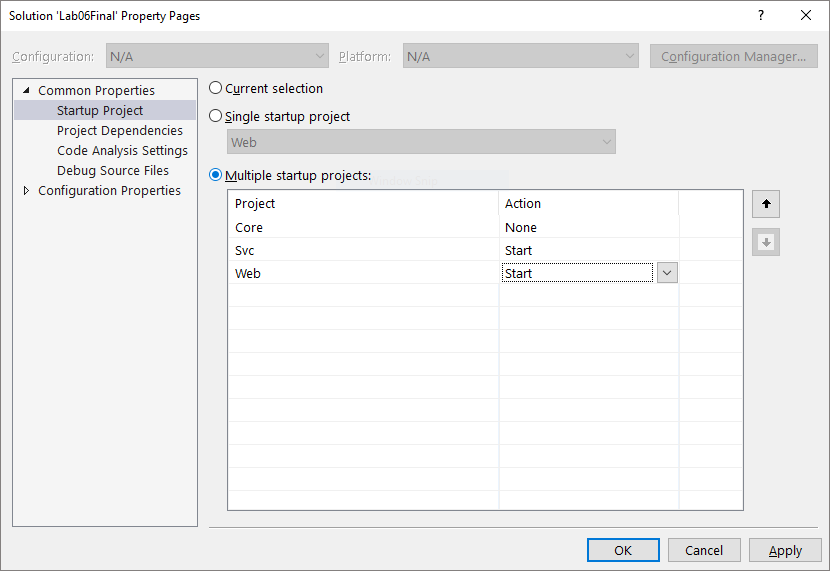 Solution 'Lab06Final' Property Pages
?
Configuration: N/A Platform: N/A Configuration Manager...
Common Properties
Startup Project
Project Dependencies
Code Analysis Settings
Debug Source Files
Configuration Properties
Current selection
Single startup project
Web
Multiple startup projects:
Project Action
Core None
Svc Start
Web Start
OK Cancel Apply